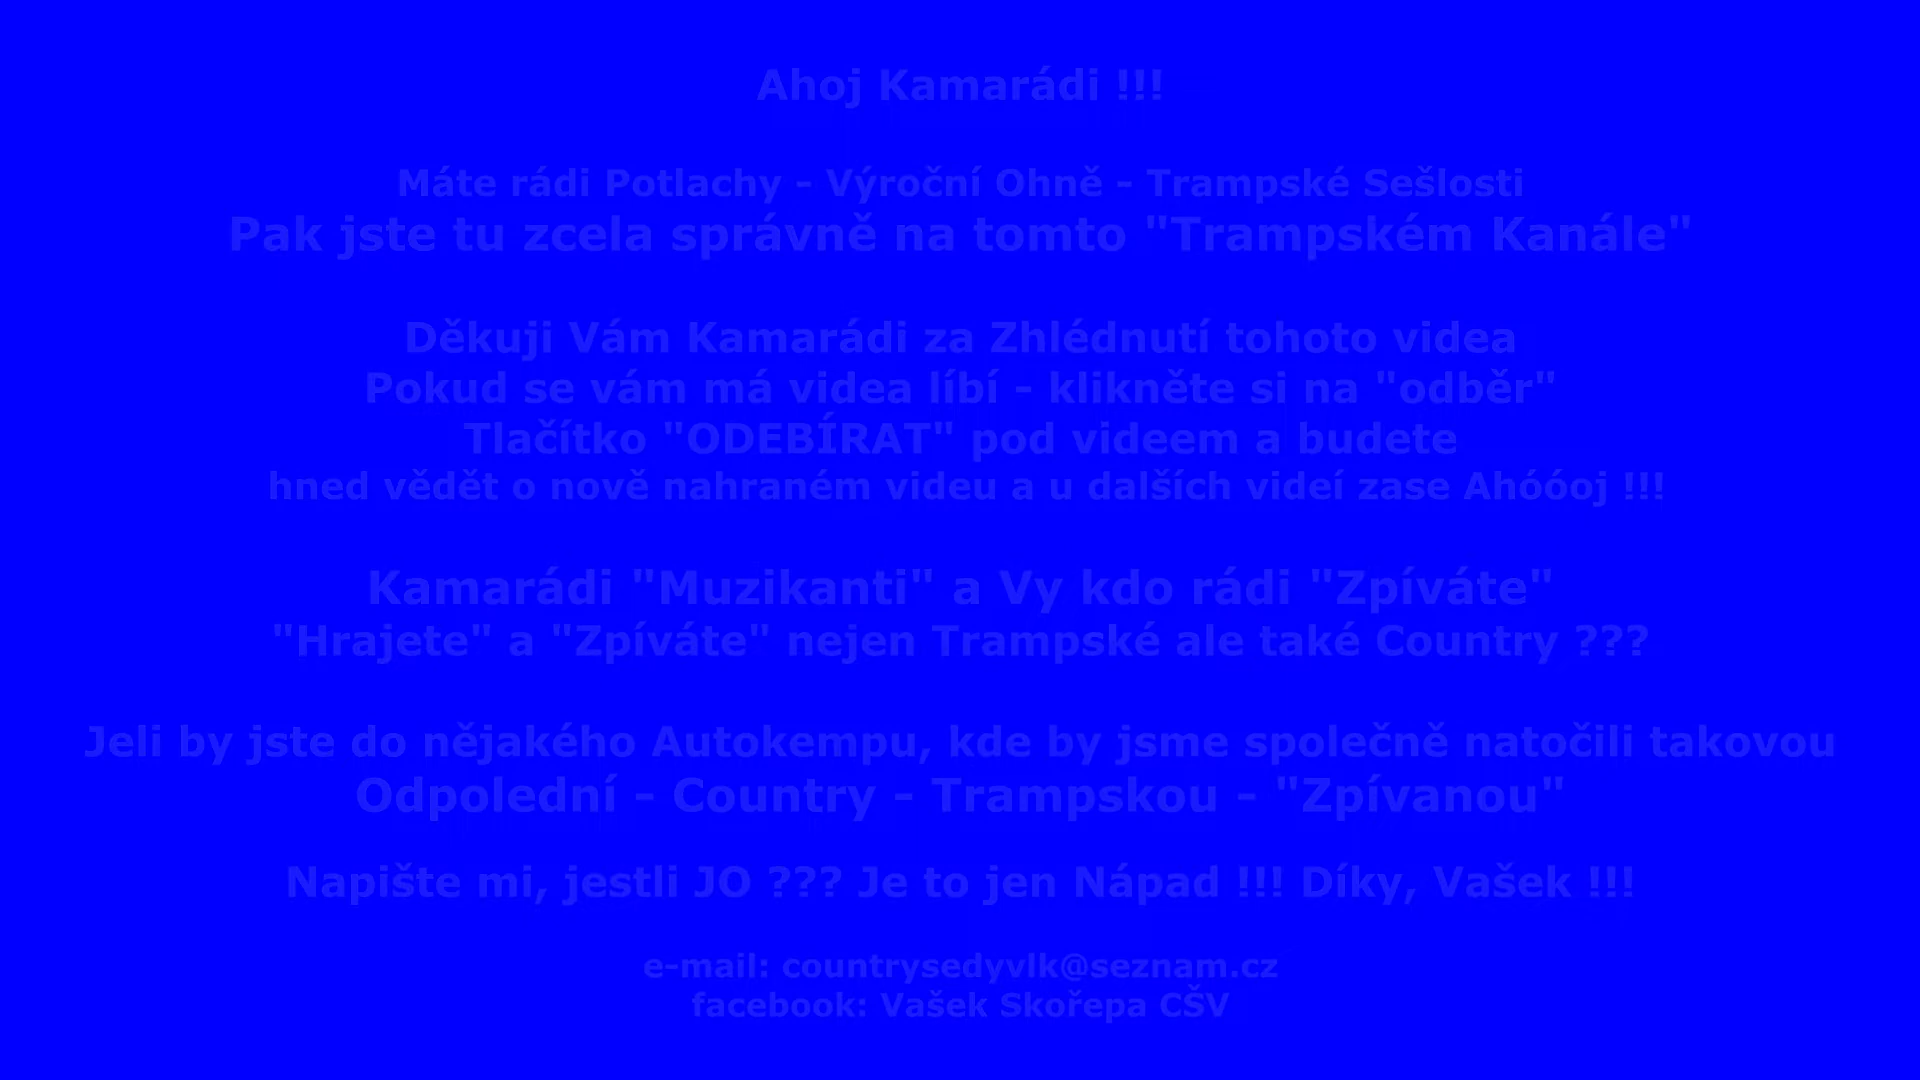 Ahoj Kamarádi !!!
Máte rádi Potlachy - Výroční Ohně - Trampské Sešlosti
Pak jste tu zcela správně na tomto "Trampském Kanále"
Děkuji Vám Kamarádi za Zhlédnutí tohoto videa
Pokud se vám má videa líbí - klikněte si na "odběr"
Tlačítko "ODEBÍRAT" pod videem a budete
hned vědět o nově nahraném videu a u dalších videí zase Ahóóoj !!!
Kamarádi "Muzikanti" a Vy kdo rádi "Zpíváte"
"Hrajete" a "Zpíváte" nejen Trampské ale také Country ???
Jeli by jste do nějakého Autokempu, kde by jsme společně natočili takovou
Odpolední - Country - Trampskou - "Zpívanou"
Napište mi, jestli JO ??? Je to jen Nápad !!! Díky, Vašek !!!
e-mail: countrysedyvlk@seznam.cz
facebook: Vašek Skořepa CŠV